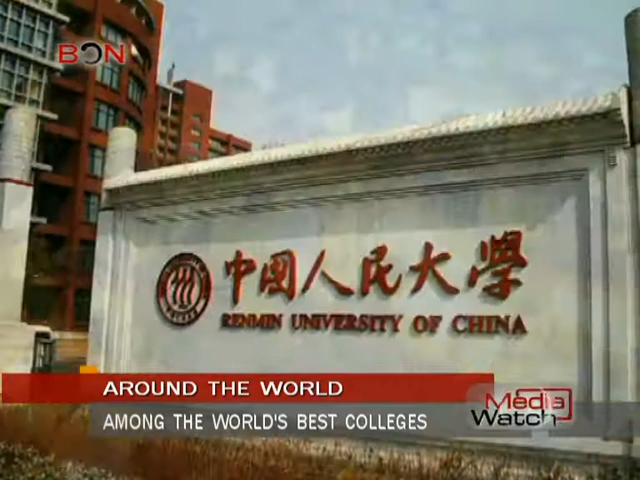 BON
中国人民大學
RENMIN UNIVERSITY OF CHINA
AROUND THE WORLD
AMONG THE WORLD'S BEST COLLEGES
Media
Watch